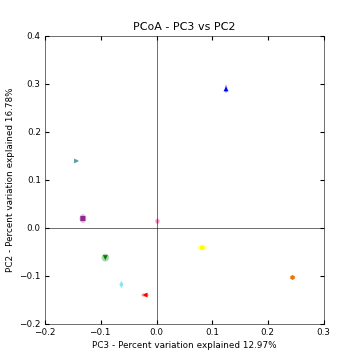 PCoA - PC3 vs PC2
PC2 - Percent variation explained 16.78%
0.4
0.3
0.2
0.1
0.0
−0.1
−0.2
−0.2 −0.1 0.0 0.1 0.2 0.3
PC3 - Percent variation explained 12.97%